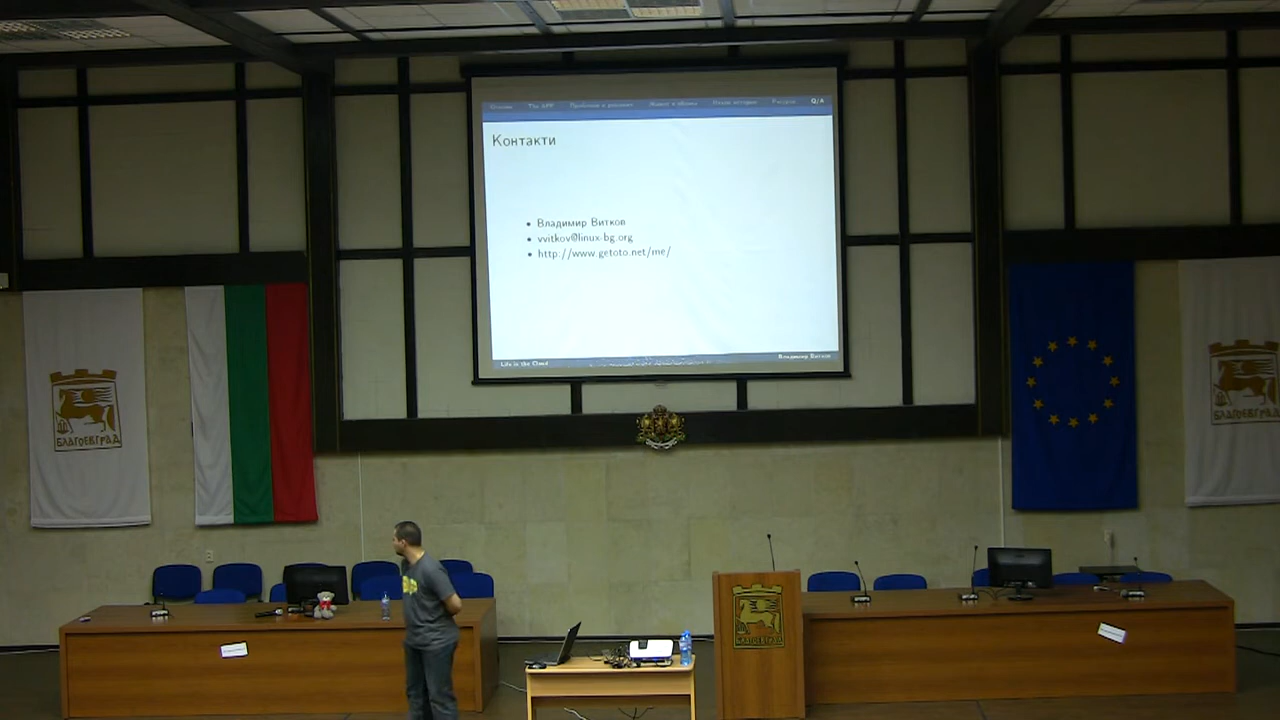 Q/A
Контакти
Владимир Витков
vvitkov@linux-bg.org
http://www.getoto.net/me/
Life in the Cloud
Владимир Витков
БЛАГОЕВГРАД
БЛАГОЕВГРАД
БЛАГОЕВГРАД